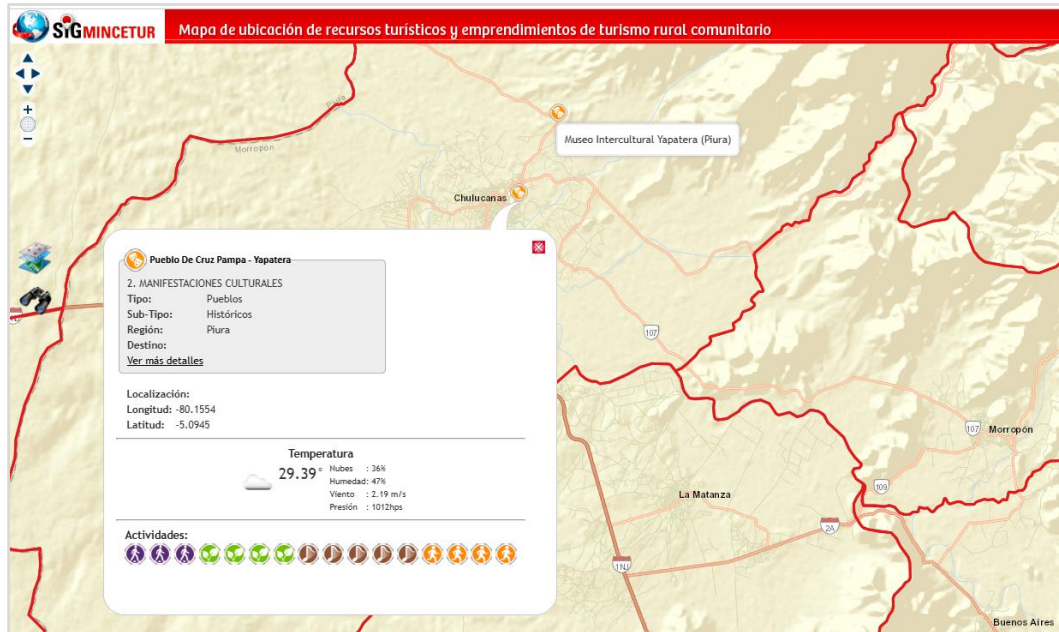 SIGMINCETUR
Mapa de ubicación de recursos turísticos y emprendimientos de turismo rural comunitario
Piura
Morropón
Museo Intercultural Yapatera (Piura)
Chulucanas
Pueblo De Cruz Pampa - Yapatera
2. MANIFESTACIONES CULTURALES
Tipo: Pueblos
Sub-Tipo: Históricos
Región: Piura
Destino:
Ver más detalles
Localización:
Longitud: -80.1554
Latitud: -5.0945
Temperatura
29.39°
Nubes : 36%
Humedad: 47%
Viento : 2.19 m/s
Presión : 1012hps
Actividades:
107
107
Morropón
109
La Matanza
2A
1NJ
Buenos Aires